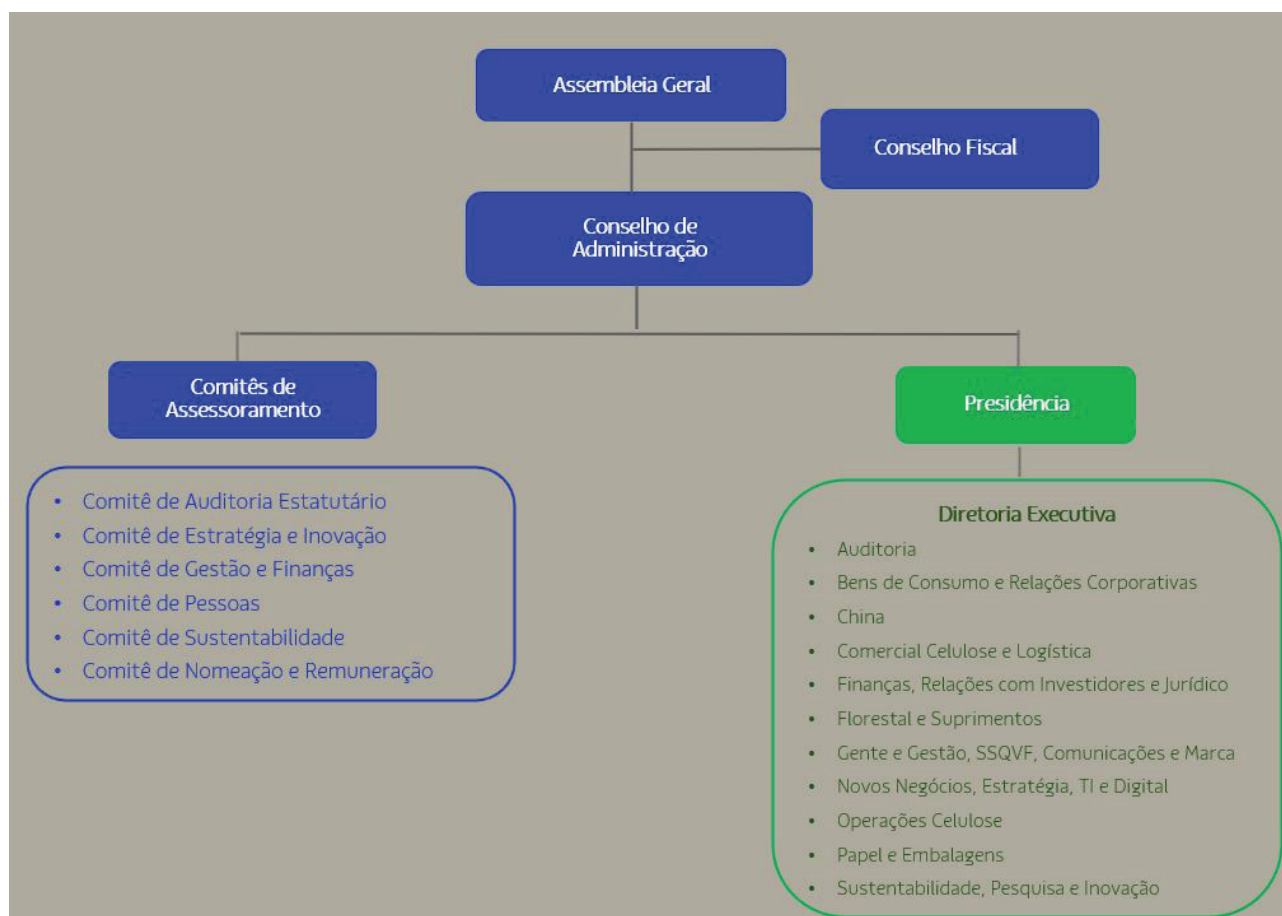 Assembleia Geral
Conselho Fiscal
Conselho de
Administração
Comitês de
Assessoramento
Presidência
• Comitê de Auditoria Estatutário
• Comitê de Estratégia e Inovação
• Comitê de Gestão e Finanças
• Comitê de Pessoas
• Comitê de Sustentabilidade
• Comitê de Nomeação e Remuneração
Diretoria Executiva
• Auditoria
• Bens de Consumo e Relações Corporativas
• China
• Comercial Celulose e Logística
• Finanças, Relações com Investidores e Jurídico
• Florestal e Suprimentos
• Gente e Gestão, SSQVF, Comunicações e Marca
• Novos Negócios, Estratégia, TI e Digital
• Operações Celulose
• Papel e Embalagens
• Sustentabilidade, Pesquisa e Inovação